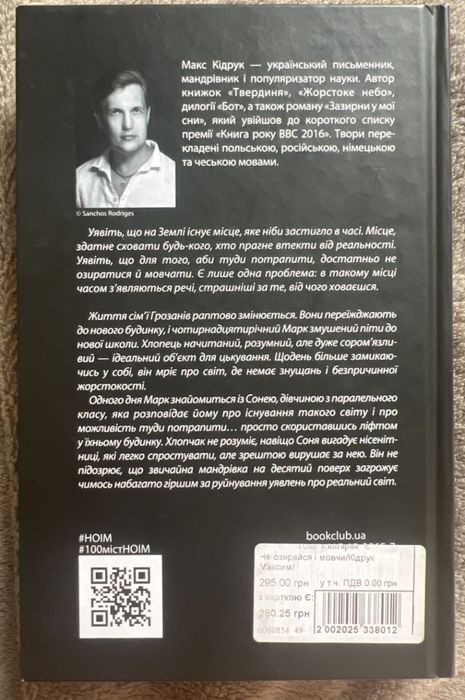 Макс Кідрук — український письменник,
мандрівник і популяризатор науки. Автор
книжок «Твердиня», «Жорстоке небо»,
дилогії «Бот», а також роману «Зазирни у мої
сни», який увійшов до короткого списку
премії «Книга року BBC 2016». Твори пере-
кладені польською, російською, німецькою
та чеською мовами.
© Sanchos Rodriges
Уявіть, що на Землі існує місце, яке ніби застигло в часі. Місце,
здатне сховати будь-кого, хто прагне втекти від реальності.
Уявіть, що для того, аби туди потрапити, достатньо не
озиратися й мовчати. Є лише одна проблема: в такому місці
часом з’являються речі, страшніші за те, від чого ховаєшся.
Життя сім’ї Грозанів раптово змінюється. Вони переїжджають
до нового будинку, і чотирнадцятирічний Марк змушений піти до
нової школи. Хлопець начитаний, розумний, але дуже сором’язли-
вий — ідеальний об’єкт для цькування. Щодень більше замикаю-
чись у собі, він мріє про світ, де немає знущань і безпричинної
жорстокості.
Одного дня Марк знайомиться із Сонею, дівчиною з паралельного
класу, яка розповідає йому про існування такого світу і про
можливість туди потрапити… просто скориставшись ліфтом
у їхньому будинку. Хлопчак не розуміє, навіщо Соня вигадує нісеніт-
ниці, які легко спростувати, але зрештою вирушає за нею. Він не
підозрює, що звичайна мандрівка на десятий поверх загрожує
чимось набагато гіршим за руйнування уявлень про реальний світ.
#НОІМ
#100містНОІМ
bookclub.ua
Не озирайся і мовчи/Кідрук
Максим/
295.00 грн у т.ч. ПДВ 0.00 грн
з карткою Є:
260.25 грн
0060854 49 2 002025 338012